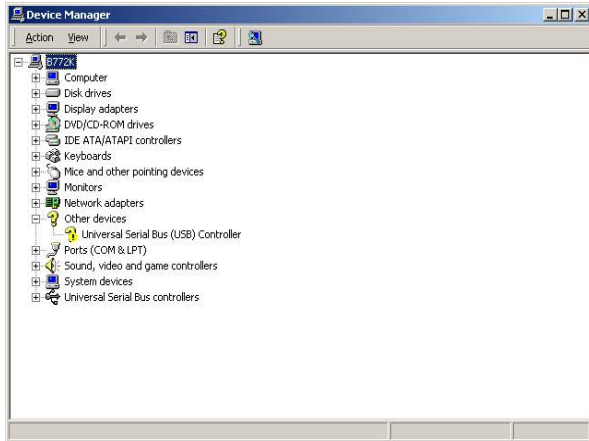 Device Manager
Action View
B772K
Computer
Disk drives
Display adapters
DVD/CD-ROM drives
IDE ATA/ATAPI controllers
Keyboards
Mice and other pointing devices
Monitors
Network adapters
Other devices
Universal Serial Bus (USB) Controller
Ports (COM & LPT)
Sound, video and game controllers
System devices
Universal Serial Bus controllers